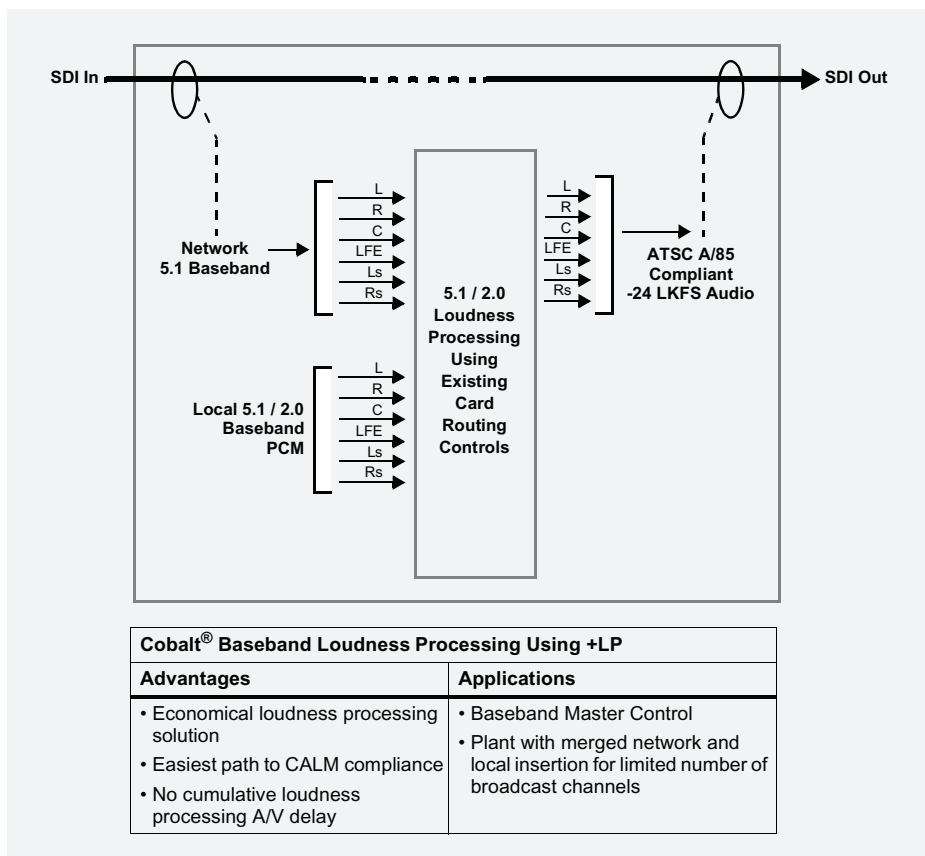 SDI In
SDI Out
L
R
C
LFE
Ls
Rs
Network
5.1 Baseband
L
R
C
LFE
Ls
Rs
Local 5.1 / 2.0
Baseband
PCM
5.1 / 2.0
Loudness
Processing
Using
Existing
Card
Routing
Controls
L
R
C
LFE
Ls
Rs
ATSC A/85
Compliant
-24 LKFS Audio
Cobalt® Baseband Loudness Processing Using +LP
Advantages
• Economical loudness processing
solution
• Easiest path to CALM compliance
• No cumulative loudness
processing A/V delay
Applications
• Baseband Master Control
• Plant with merged network and
local insertion for limited number of
broadcast channels